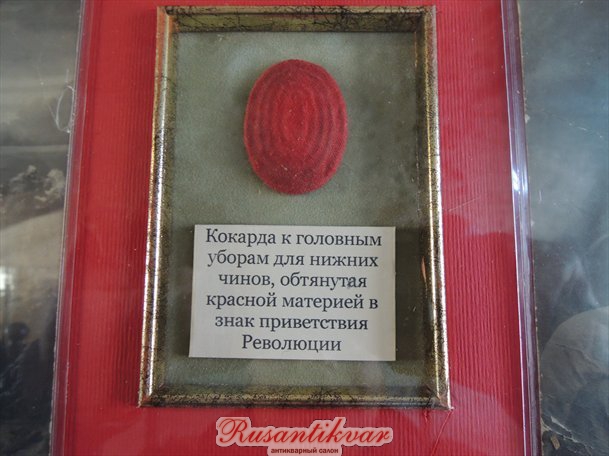 Кокарда к головным
уборам для нижних
чинов, обтянутая
красной материей в
знак приветствия
Революции
Rusantikvar
антикварный салон